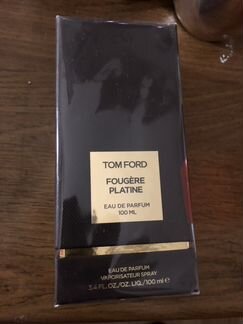 TOM FORD
FOUGÈRE
PLATINE
EAU DE PARFUM
100 ML
EAU DE PARFUM
VAPORISATEUR SPRAY
3.4 FL.OZ./OZ. LIQ./100 ml ℮